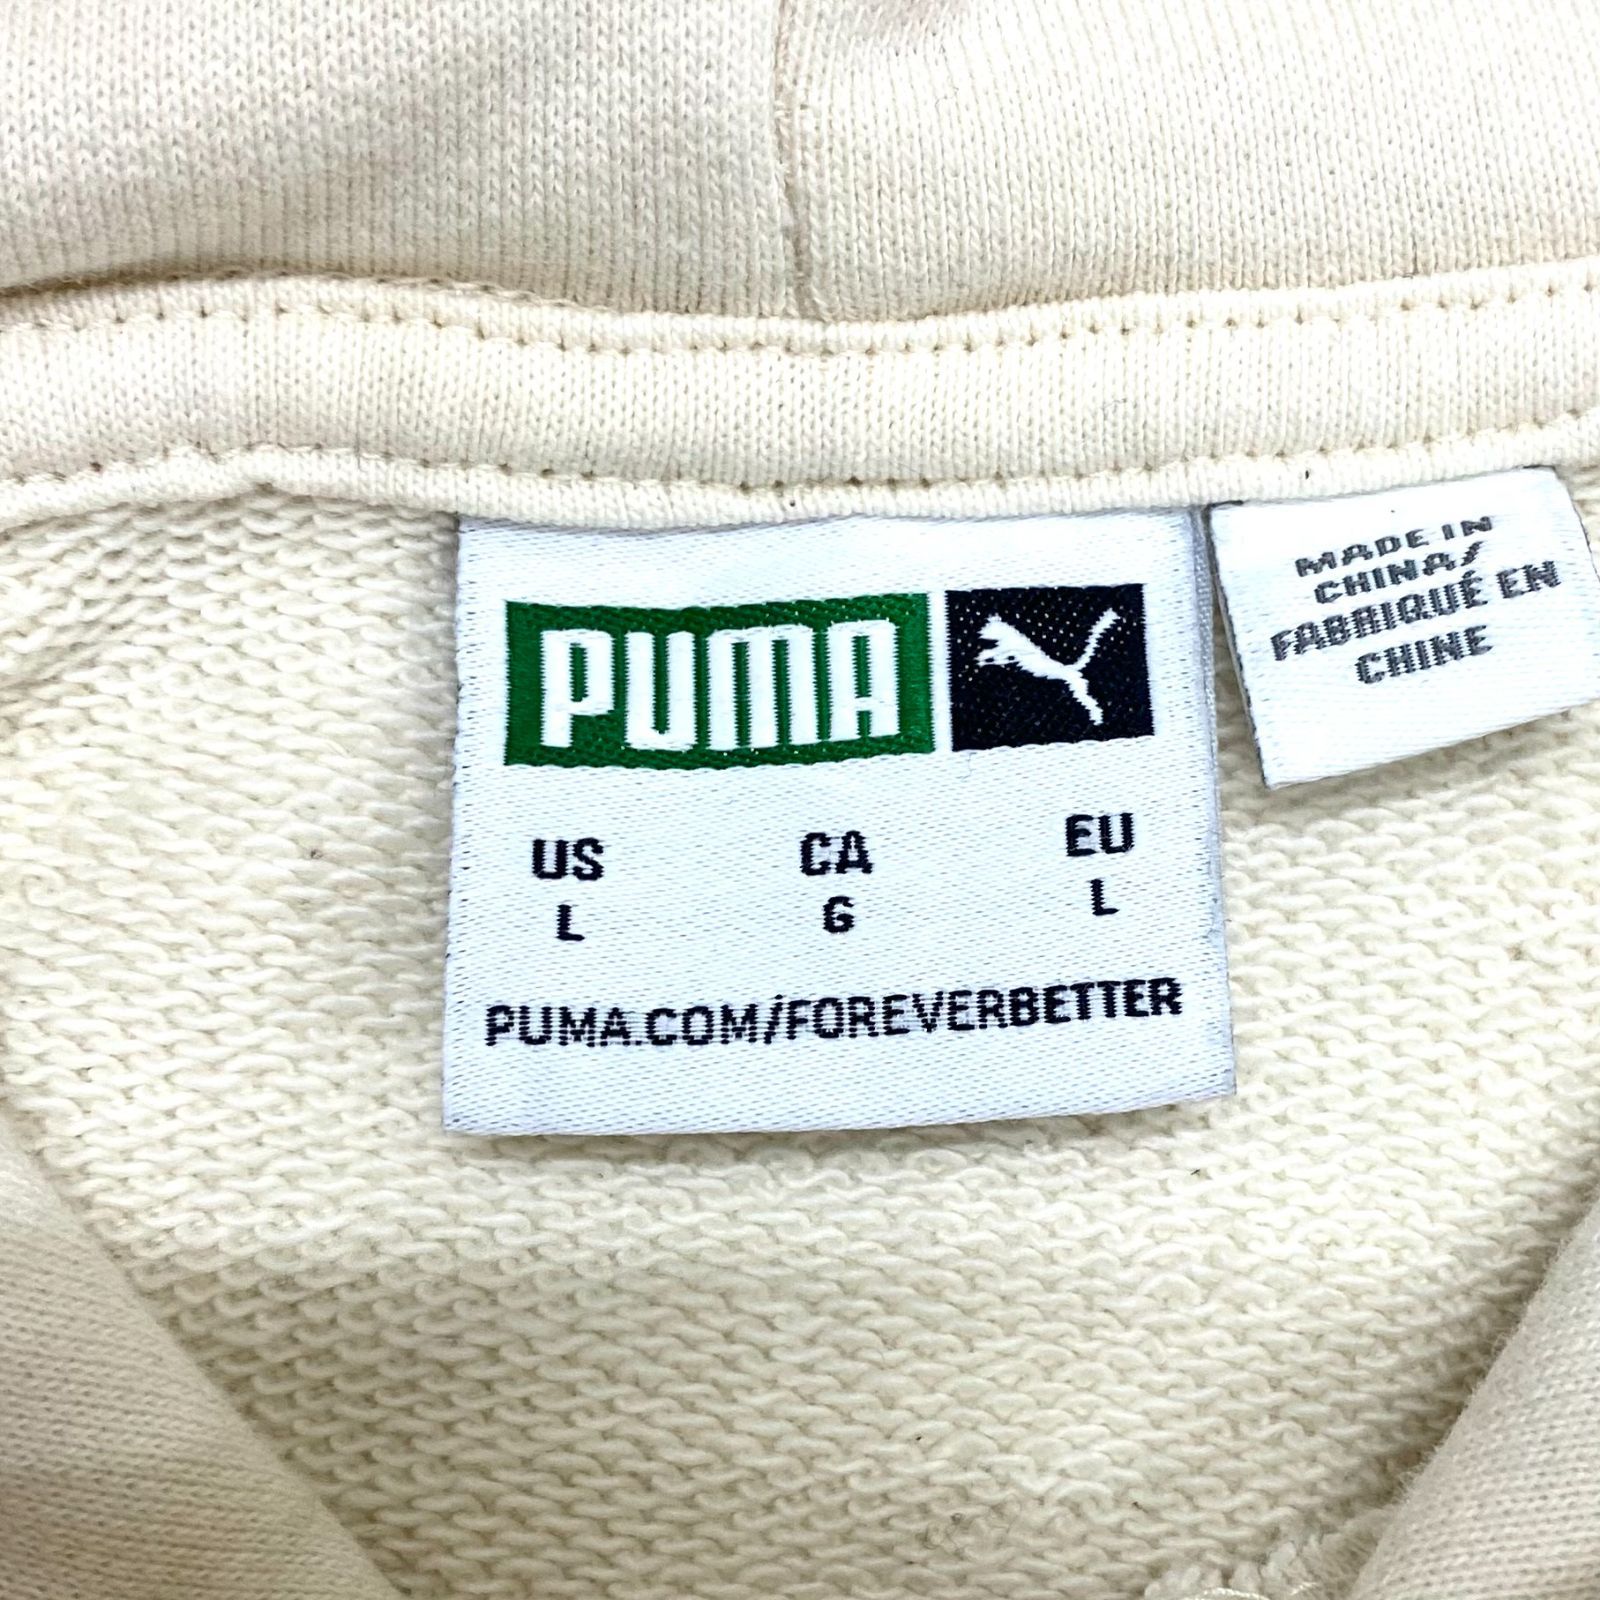 PUMA
US CA EU
L G L
PUMA.COM/FOREVERBETTER
MADE IN
CHINA/
FABRIQUÉ EN
CHINE